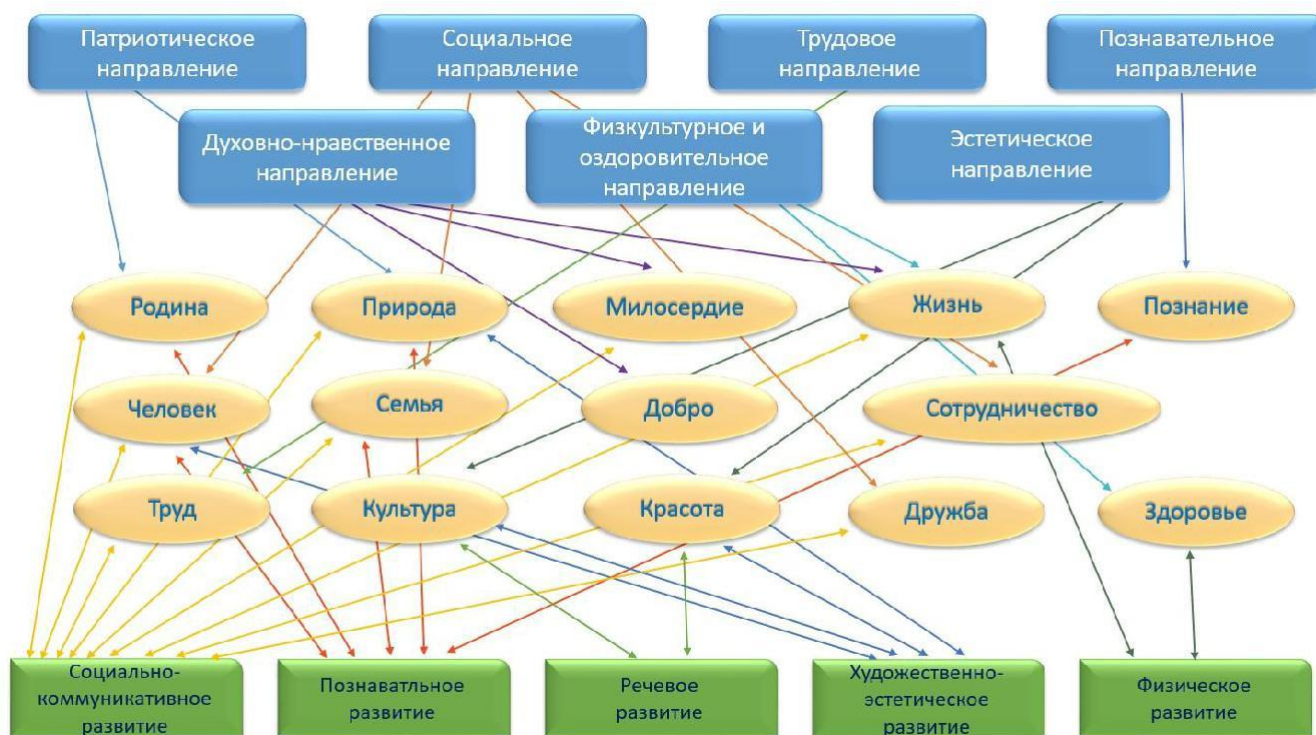 Патриотическое
направление
Социальное
направление
Трудовое
направление
Познавательное
направление
Духовно-нравственное
направление
Физкультурное и
оздоровительное
направление
Эстетическое
направление
Родина
Природа
Милосердие
Жизнь
Познание
Человек
Семья
Добро
Сотрудничество
Труд
Культура
Красота
Дружба
Здоровье
Социально-
коммуникативное
развитие
Познаватльное
развитие
Речевое
развитие
Художественно-
эстетическое
развитие
Физическое
развитие